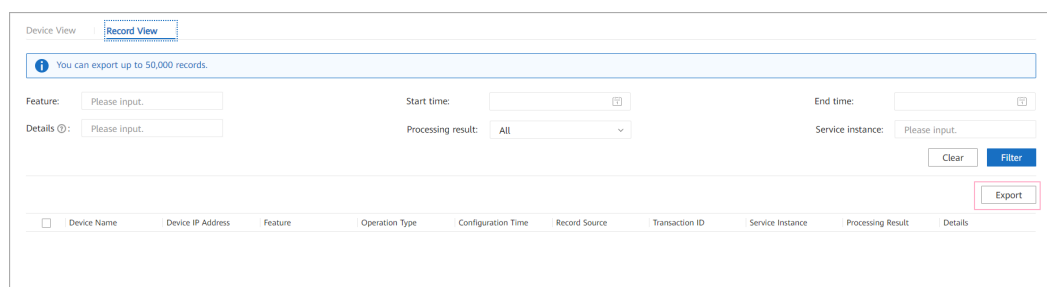 Device View Record View
You can export up to 50,000 records.
Feature: Please input. Start time: End time:
Details ?: Please input. Processing result: All Service instance: Please input.
Clear Filter
Export
Device Name Device IP Address Feature Operation Type Configuration Time Record Source Transaction ID Service Instance Processing Result Details